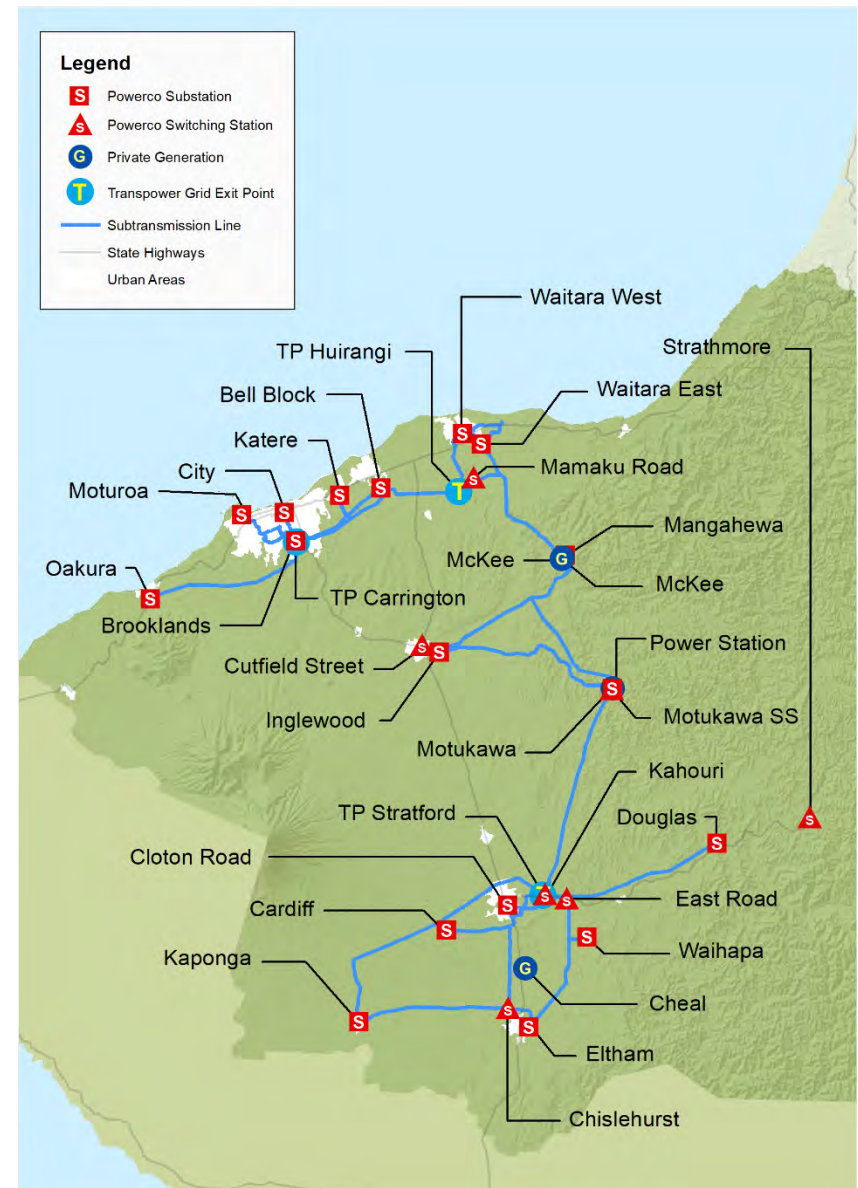 Legend
S Powerco Substation
S Powerco Switching Station
G Private Generation
T Transpower Grid Exit Point
Subtransmission Line
State Highways
Urban Areas
Waitara West
TP Huirangi
Strathmore
Bell Block
Waitara East
Katere
City
Mamaku Road
Moturoa
S
S
S
S
S
S
S
T
S
Mangahewa
McKee
G
McKee
Oakura
S
S
TP Carrington
Brooklands
Power Station
Cutfield Street
S
S
S
Motukawa SS
Inglewood
Motukawa
Kahouri
TP Stratford
Douglas
Cloton Road
S
S
S
S
S
East Road
Cardiff
S
S
Waihapa
Kaponga
G
Cheal
S
S
S
Eltham
Chislehurst